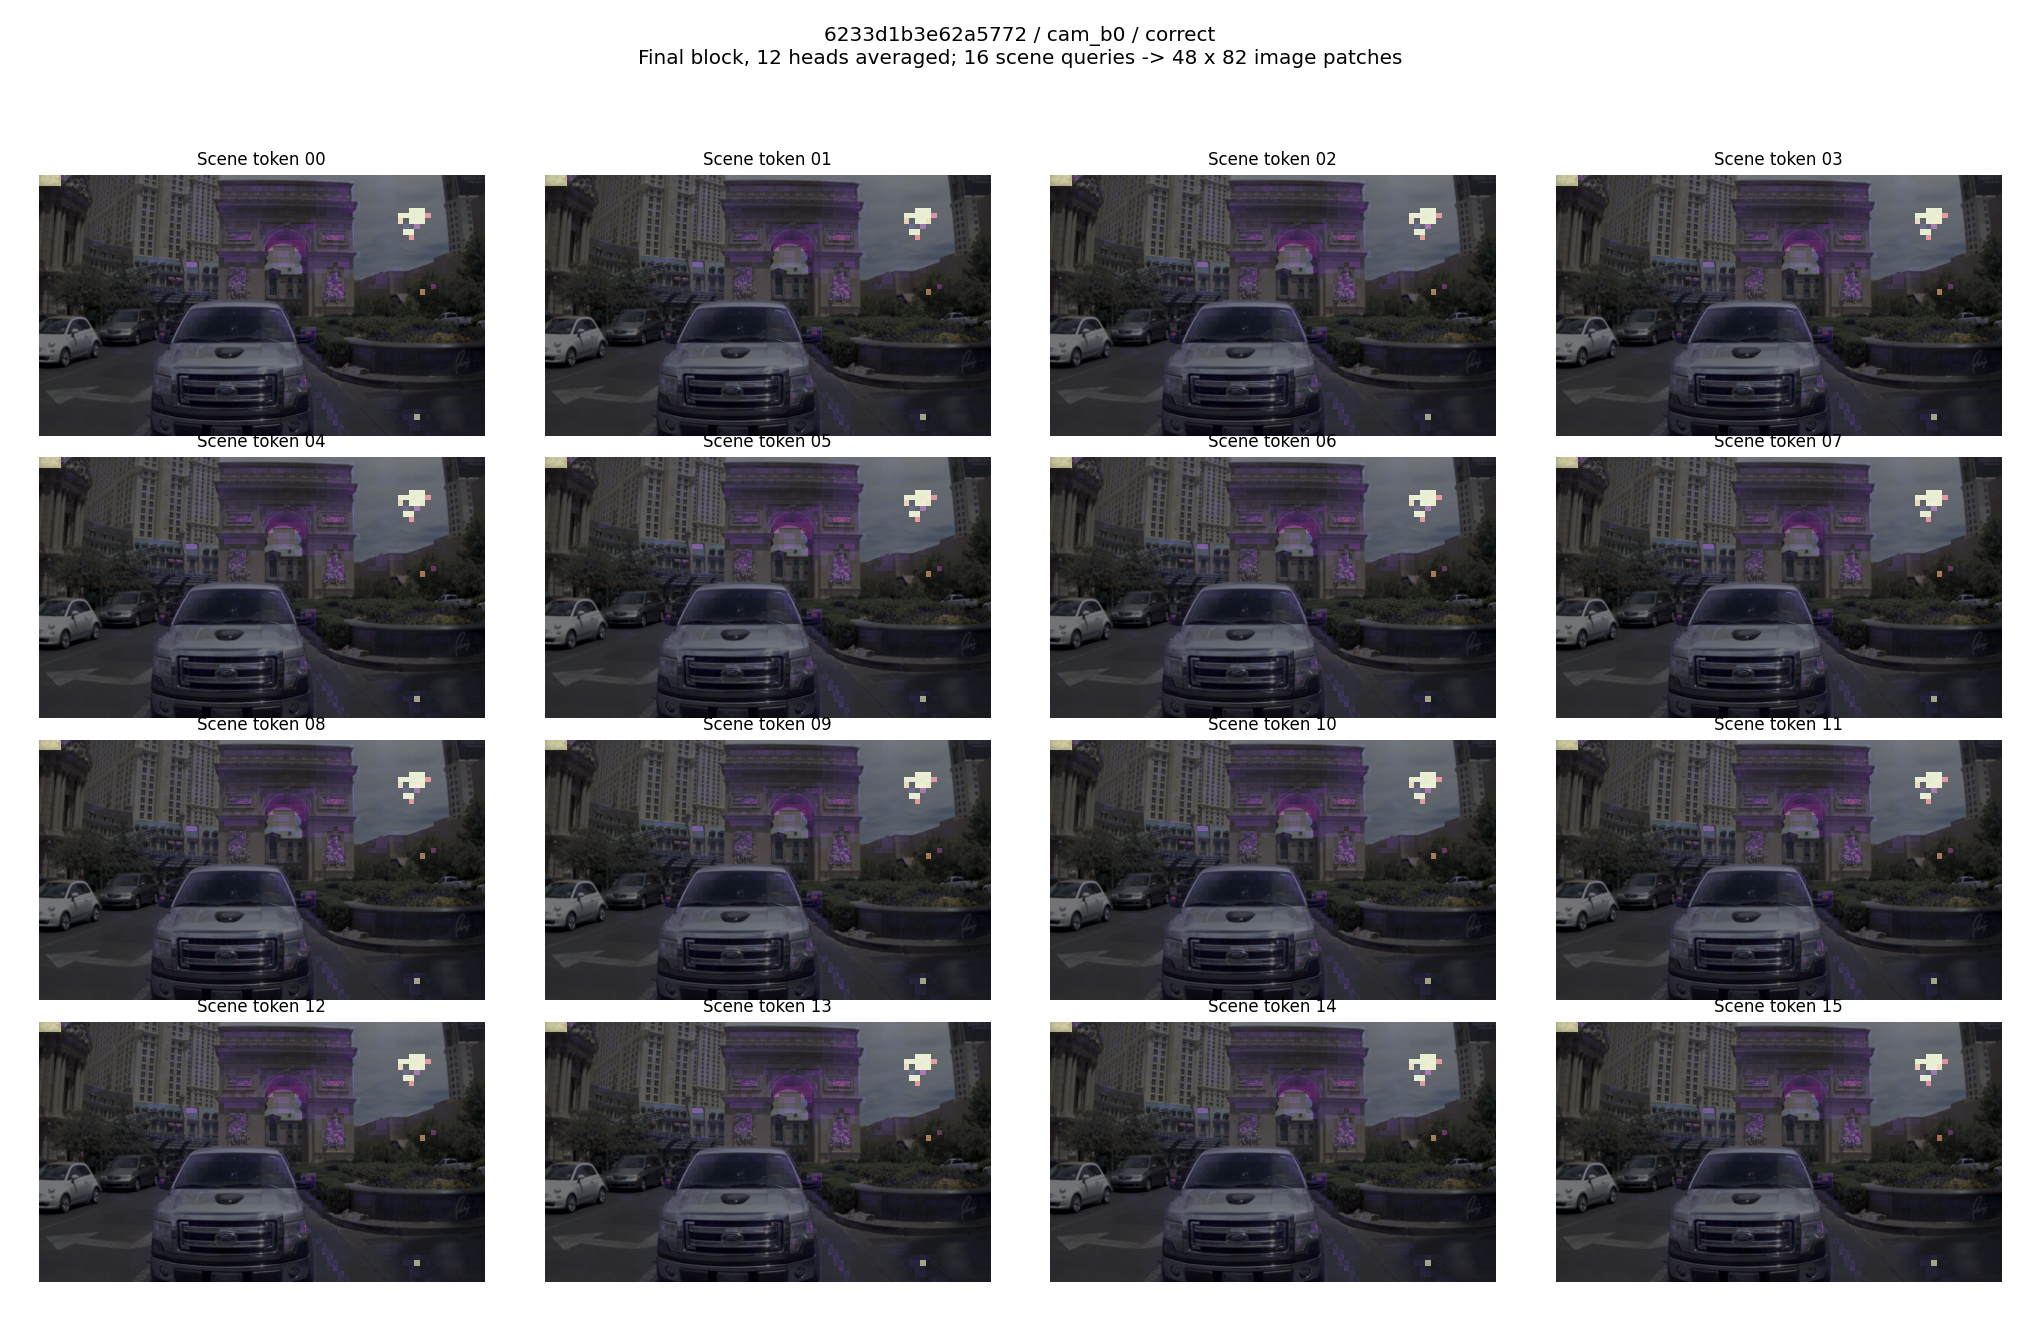 6233d1b3e62a5772 / cam_b0 / correct
Final block, 12 heads averaged; 16 scene queries -> 48 x 82 image patches
Scene token 00
Scene token 01
Scene token 02
Scene token 03
Scene token 04
Scene token 05
Scene token 06
Scene token 07
Scene token 08
Scene token 09
Scene token 10
Scene token 11
Scene token 12
Scene token 13
Scene token 14
Scene token 15